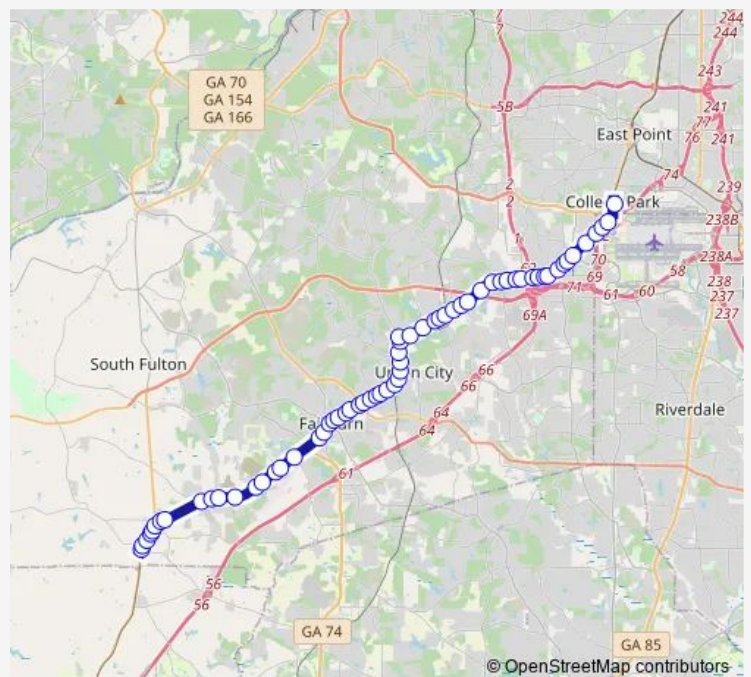 7
244
244
GA 70
GA 154
GA 166
243
5B
241
77
East Point
76
241
74
2
2
239
College Park
238B
1
70
238A
69
58
238
71
61
60
237
69A
237
South Fulton
66
Union City
66
64
Riverdale
Fairburn
64
61
56
56
GA 74
GA 85
© OpenStreetMap contributors